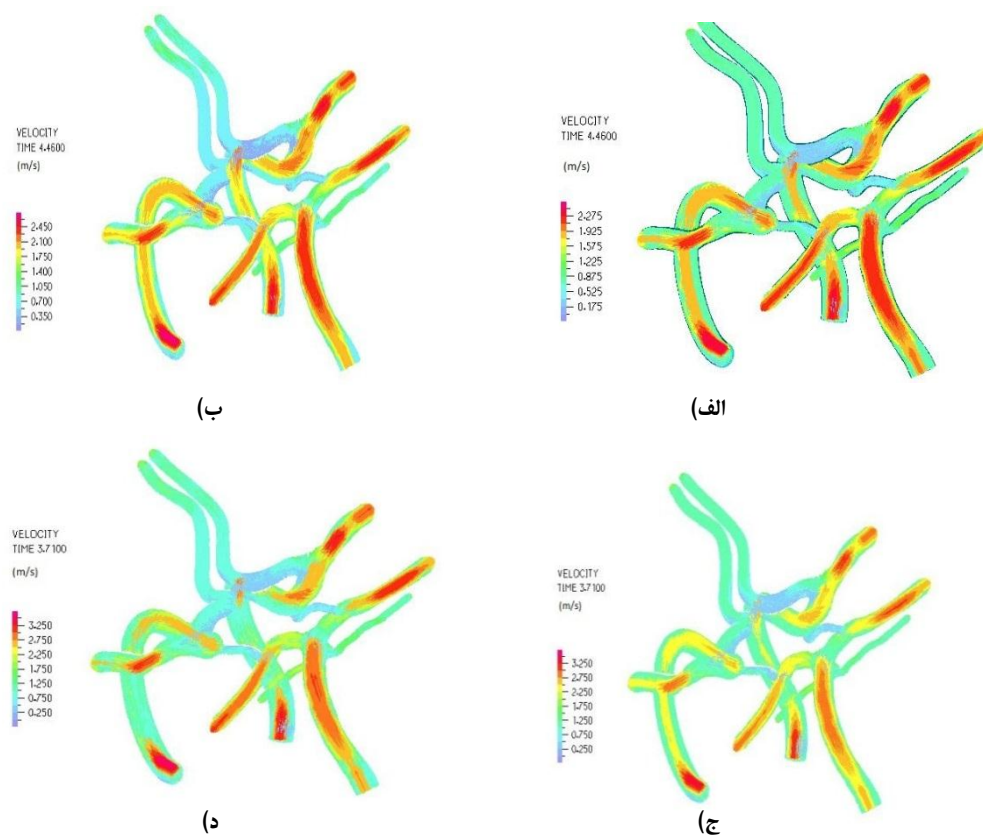 VELOCITY
TIME 4.4600
(m/s)
2.275
1.925
1.575
1.225
0.875
0.525
0.175
الف)
VELOCITY
TIME 4.4600
(m/s)
2.450
2.100
1.750
1.400
1.050
0.700
0.350
ب)
VELOCITY
TIME 3.7100
(m/s)
3.250
2.750
2.250
1.750
1.250
0.750
0.250
ج)
VELOCITY
TIME 3.7100
(m/s)
3.250
2.750
2.250
1.750
1.250
0.750
0.250
د)